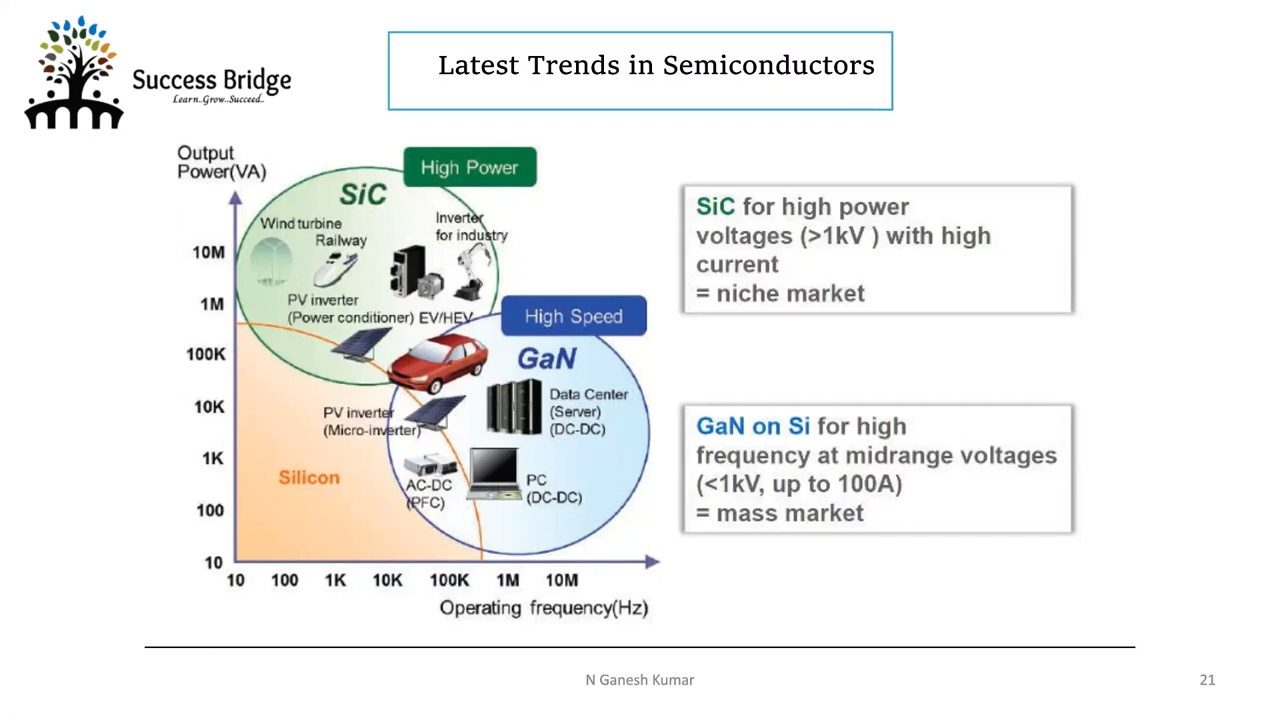 Success Bridge
Learn..Grow...Succeed..
Latest Trends in Semiconductors
Output
Power(VA)
High Power
SiC
Wind turbine
Railway
Inverter
for industry
10M
1M
100K
10K
1K
100
10
PV inverter
(Power conditioner) EV/HEV
High Speed
GaN
Data Center
(Server)
(DC-DC)
PV inverter
(Micro-inverter)
Silicon
AC-DC
(PFC)
PC
(DC-DC)
10 100 1K 10K 100K 1M 10M
Operating frequency(Hz)
SiC for high power
voltages (>1kV ) with high
current
= niche market
GaN on Si for high
frequency at midrange voltages
(<1kV, up to 100A)
= mass market
N Ganesh Kumar
21